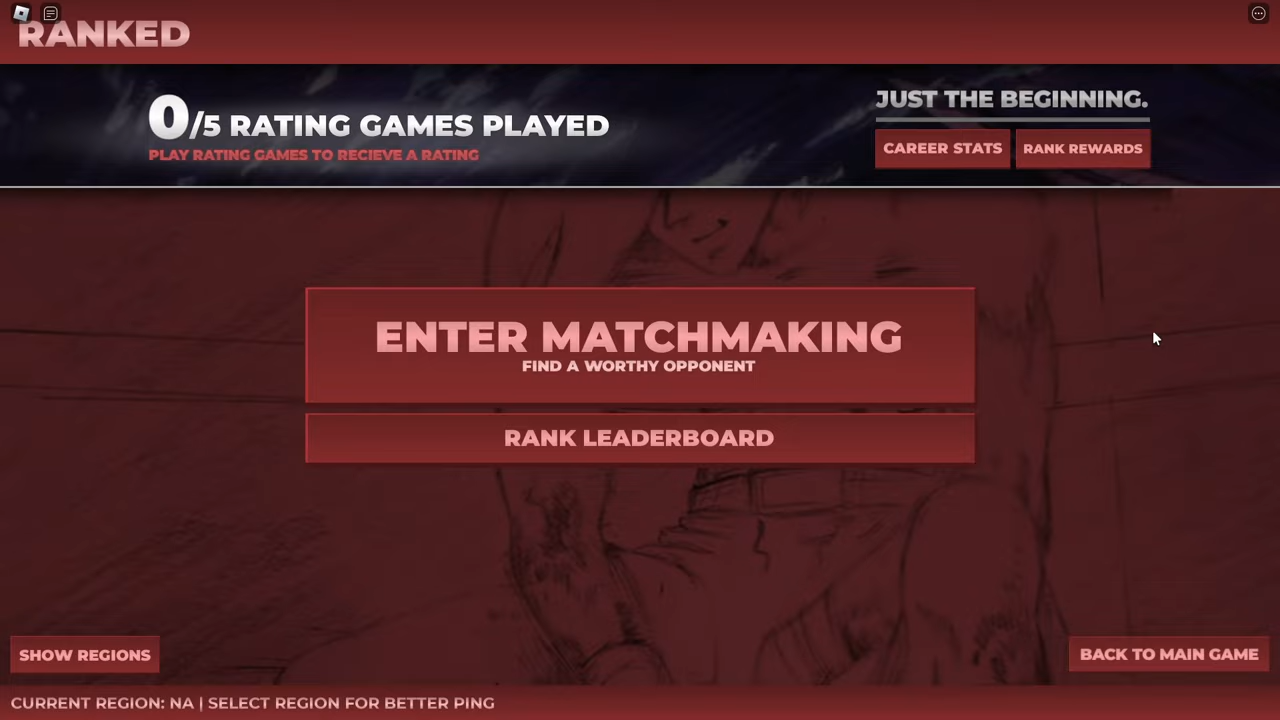 RANKED
0/5 RATING GAMES PLAYED
PLAY RATING GAMES TO RECIEVE A RATING
JUST THE BEGINNING.
CAREER STATS
RANK REWARDS
ENTER MATCHMAKING
FIND A WORTHY OPPONENT
RANK LEADERBOARD
SHOW REGIONS
BACK TO MAIN GAME
CURRENT REGION: NA | SELECT REGION FOR BETTER PING